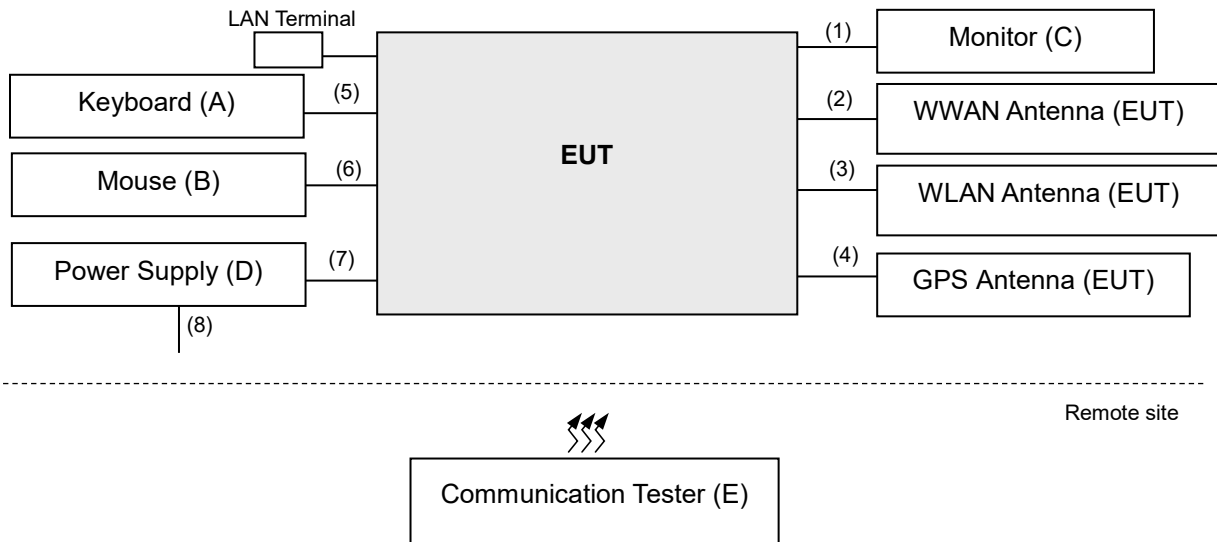 LAN Terminal
(1)
Monitor (C)
Keyboard (A)
(5)
(2)
WWAN Antenna (EUT)
EUT
Mouse (B)
(6)
(3)
WLAN Antenna (EUT)
Power Supply (D)
(7)
(4)
GPS Antenna (EUT)
(8)
Remote site
Communication Tester (E)